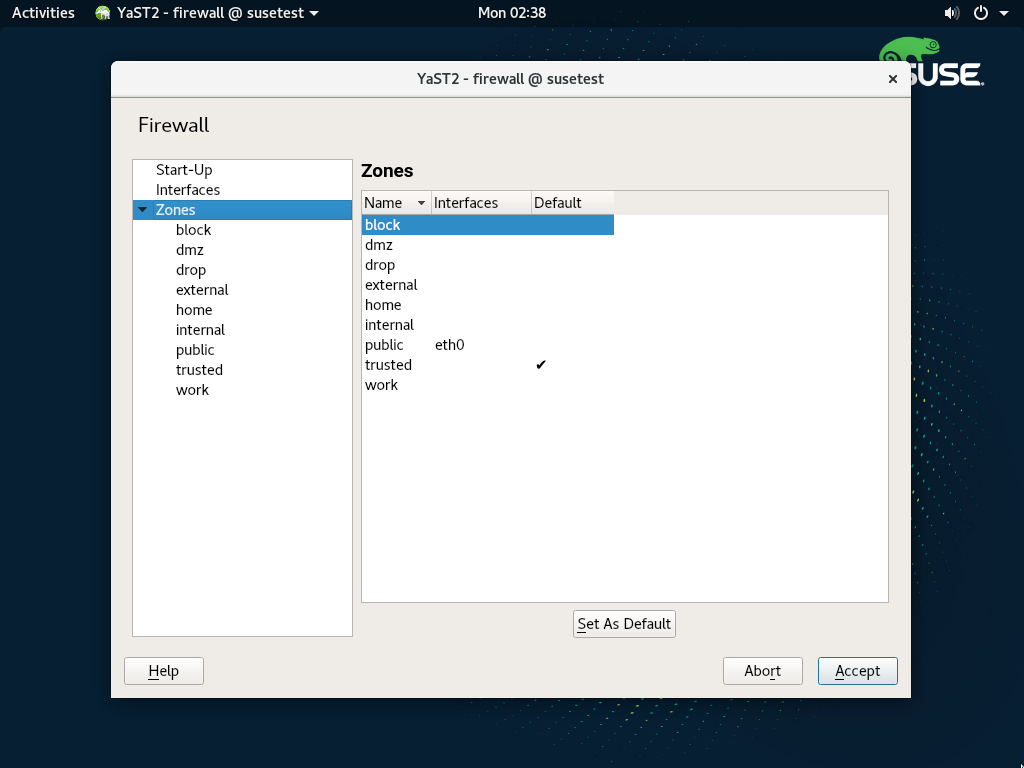 Activities YaST2 - firewall @ susetest Mon 02:38
SUSE
YaST2 - firewall @ susetest
Firewall
Start-Up
Interfaces
Zones
block
dmz
drop
external
home
internal
public
trusted
work
Zones
Name Interfaces Default
block
dmz
drop
external
home
internal
public eth0
trusted ✔
work
Set As Default
Help Abort Accept